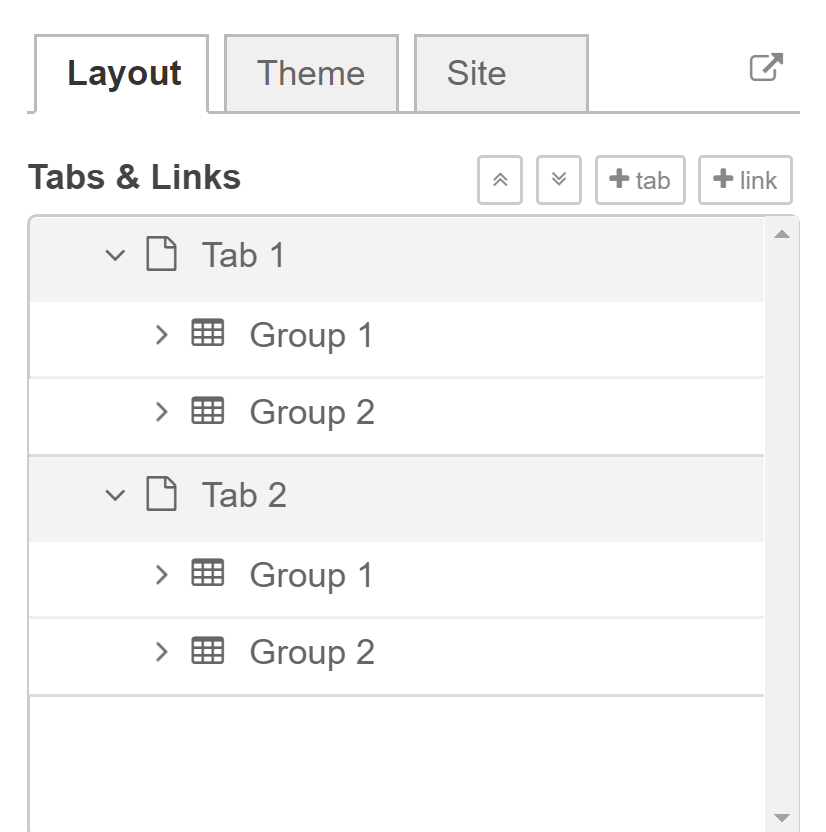 Layout Theme Site
Tabs & Links + tab + link
Tab 1
Group 1
Group 2
Tab 2
Group 1
Group 2